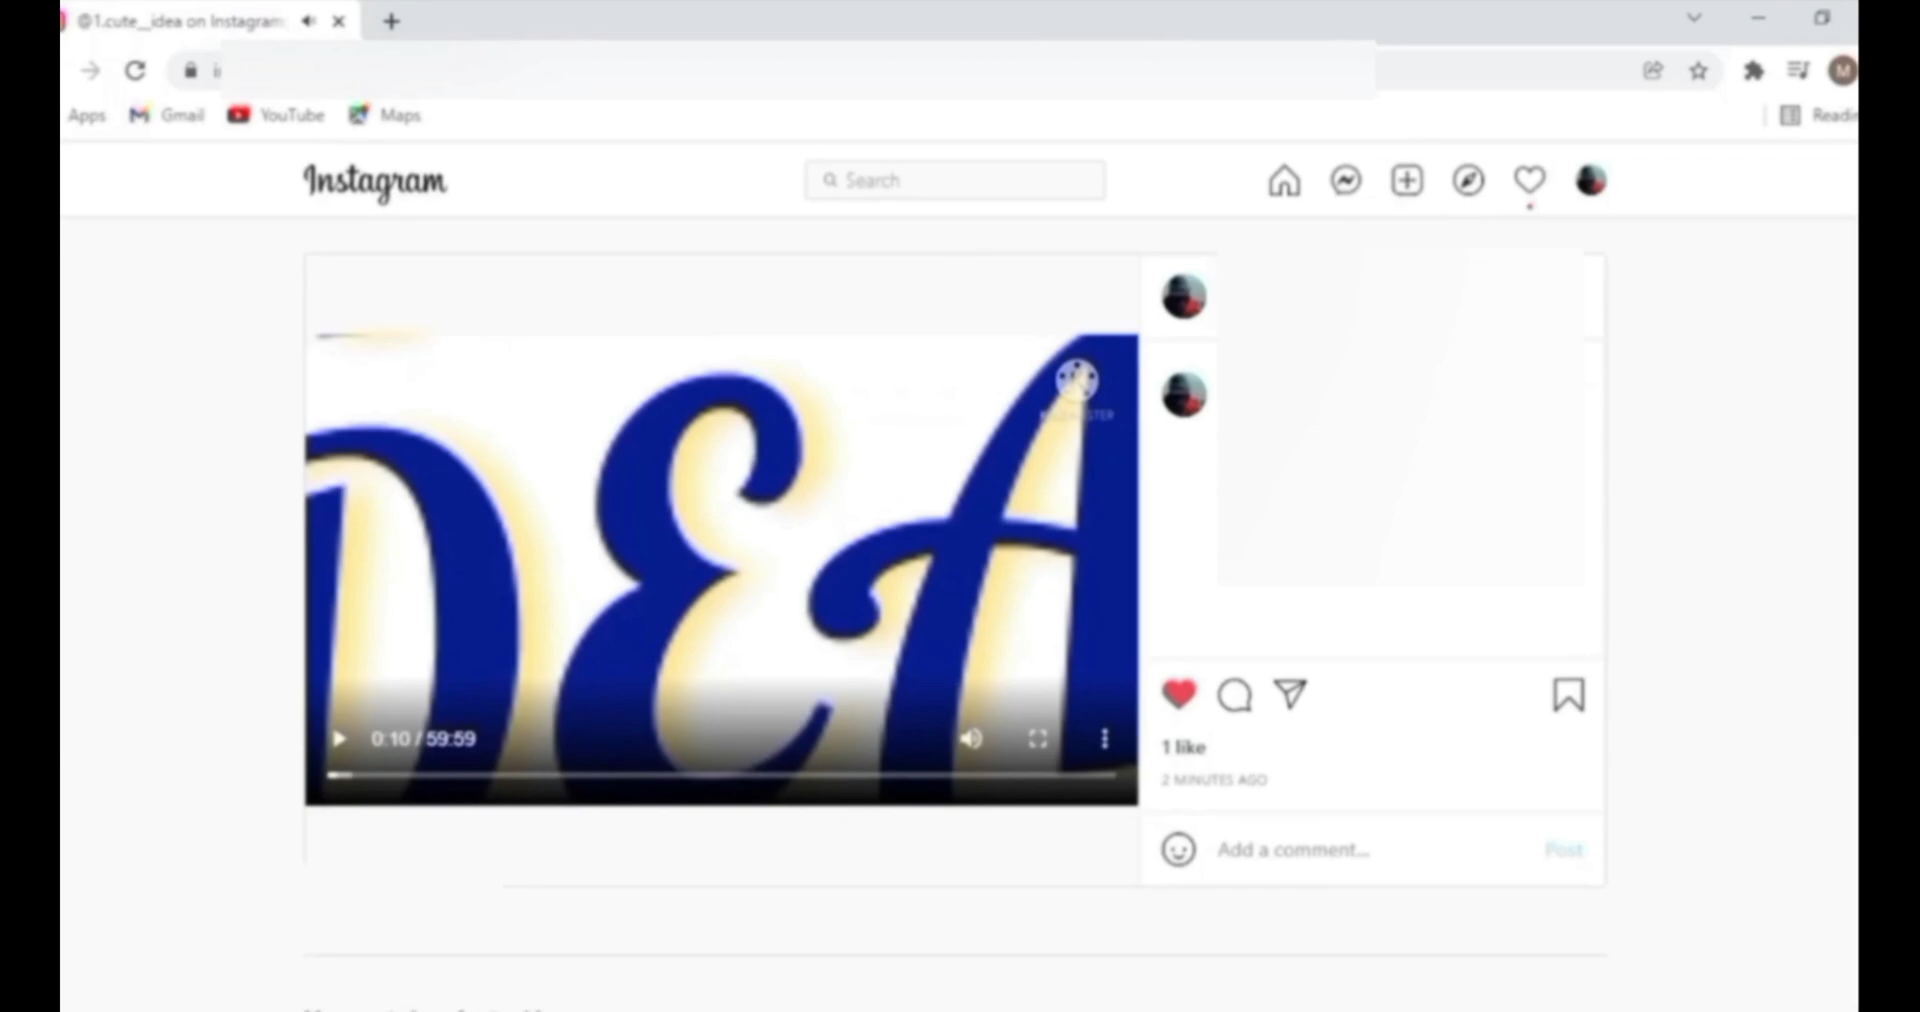 @1.cute__idea on Instagram
Apps Gmail YouTube Maps
Instagram
Search
DEA
0:10 / 59:59
1 like
2 MINUTES AGO
Add a comment...
Post